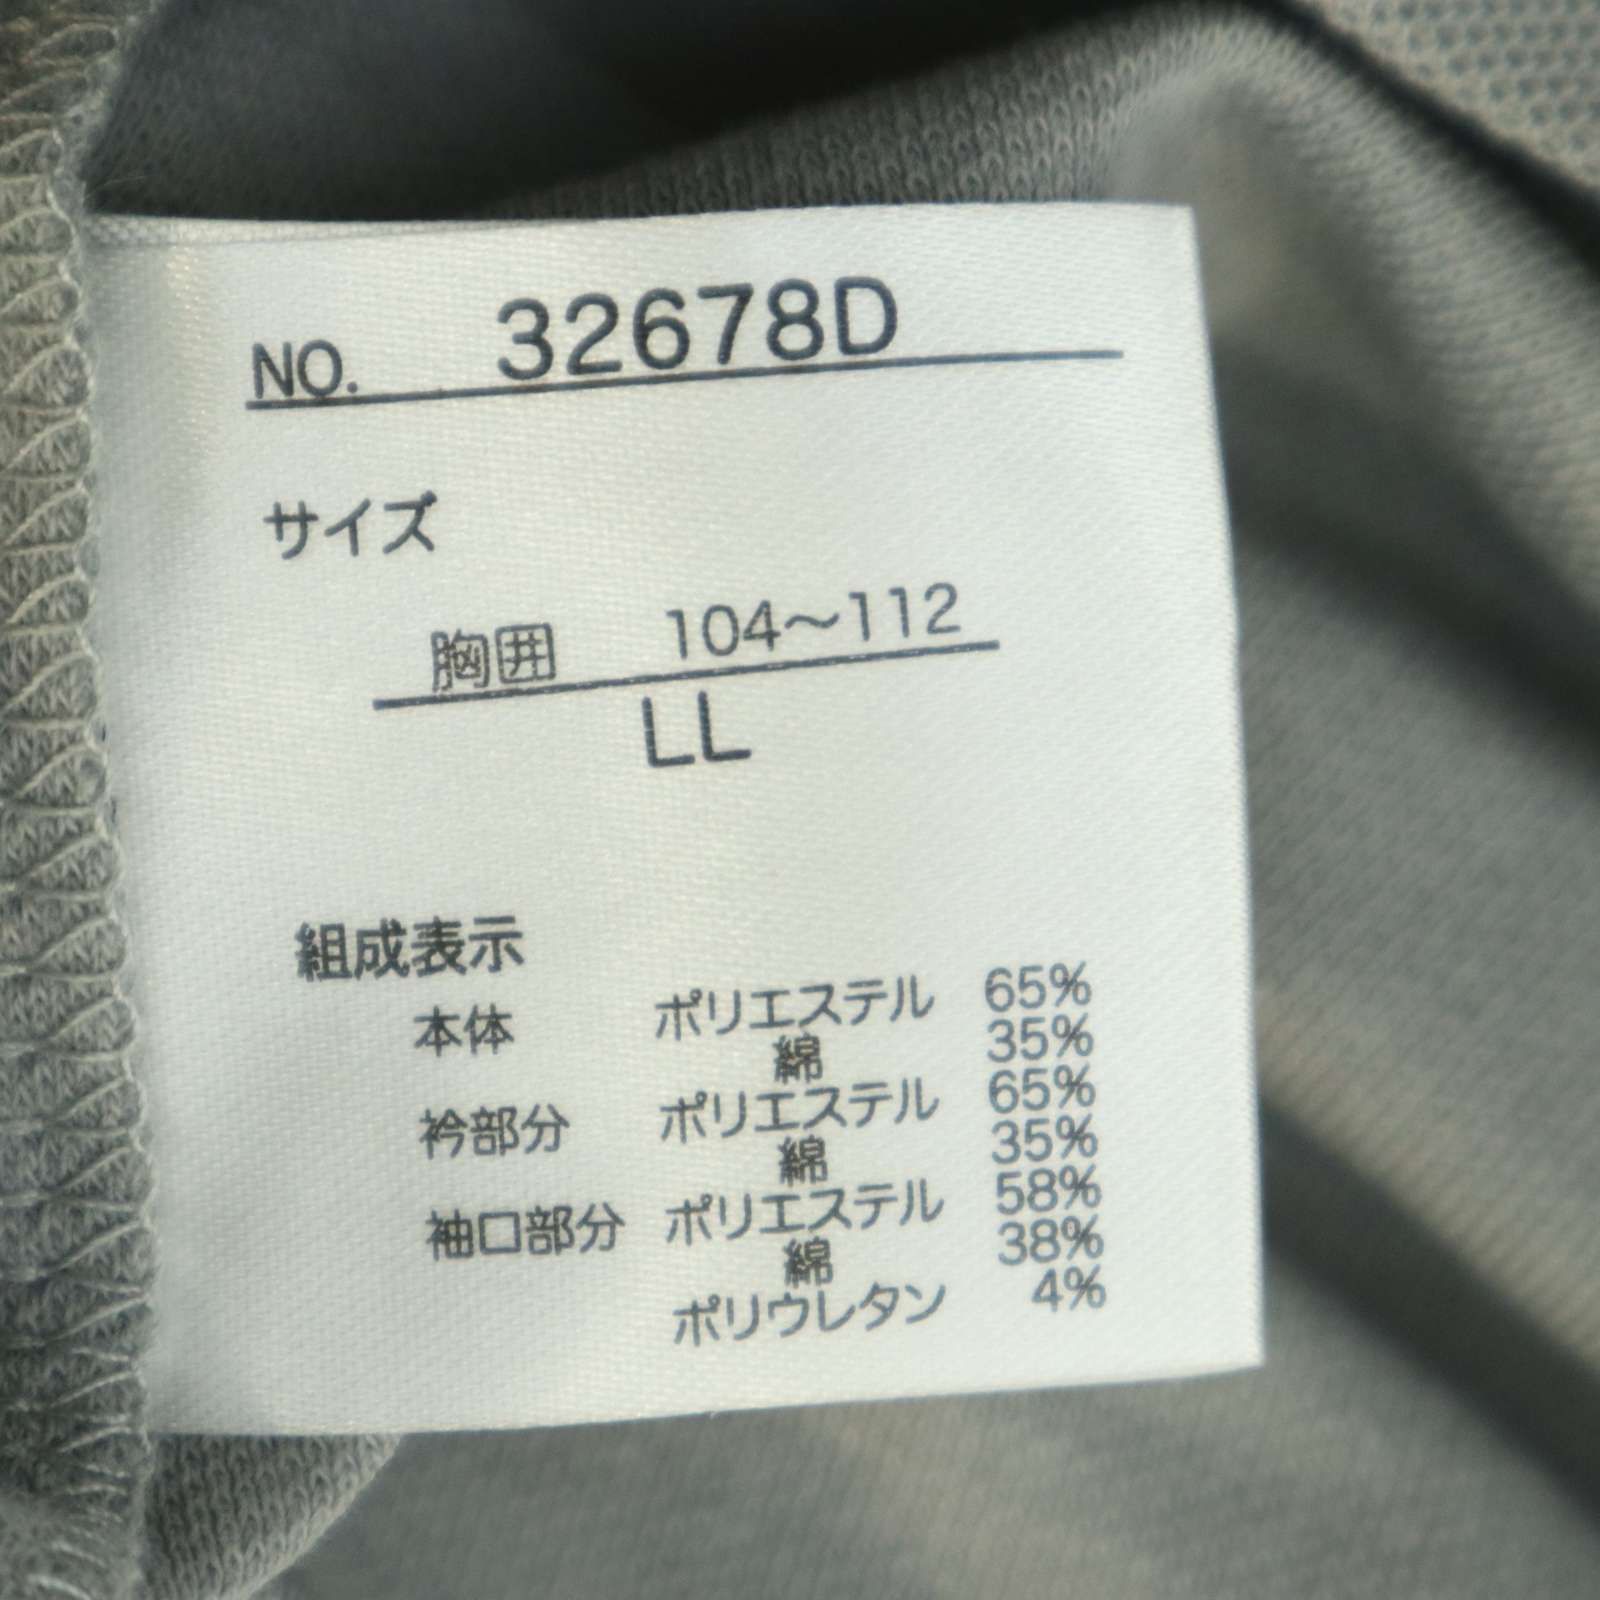 NO. 32678D
サイズ
胸囲 104〜112
LL
組成表示
本体 ポリエステル 65%
綿 35%
衿部分 ポリエステル 65%
綿 35%
袖口部分 ポリエステル 58%
綿 38%
ポリウレタン 4%